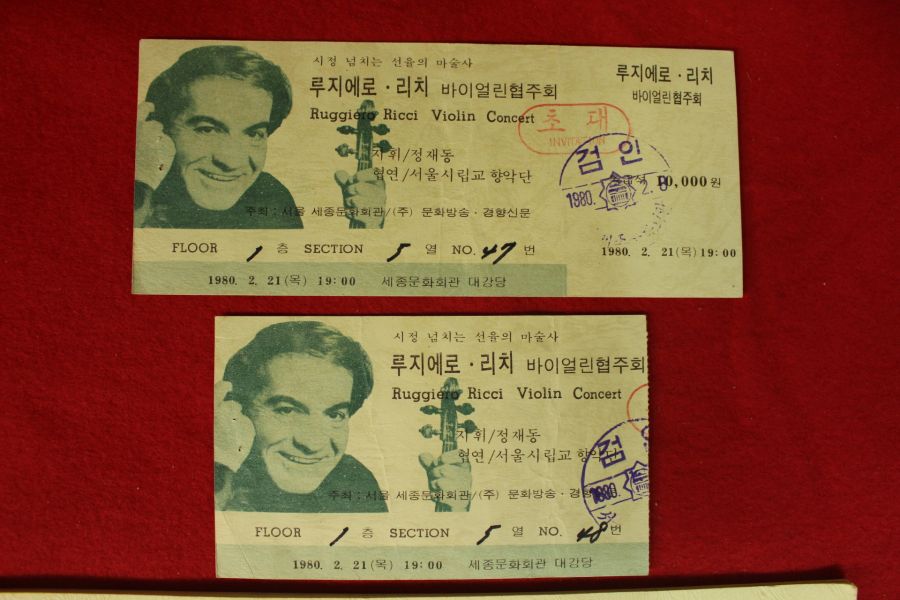 시정 넘치는 선율의 마술사
루지에로·리치 바이얼린협주회
Ruggiero Ricci Violin Concert
지휘/정재동
협연/서울시립교향악단
주최:서울 세종문화회관/(주) 문화방송·경향신문
FLOOR 1 층 SECTION 5 열 NO. 47 번
1980. 2. 21(목) 19:00 세종문화회관 대강당
루지에로·리치
바이얼린협주회
초대
INVITATION
검인
1980. 2.
10,000원
1980. 2. 21(목) 19:00
시정 넘치는 선율의 마술사
루지에로·리치 바이얼린협주회
Ruggiero Ricci Violin Concert
지휘/정재동
협연/서울시립교향악단
주최:서울 세종문화회관/(주) 문화방송·경향
검
1980.
FLOOR 1 층 SECTION 5 열 NO. 48 번
1980. 2. 21(목) 19:00 세종문화회관 대강당